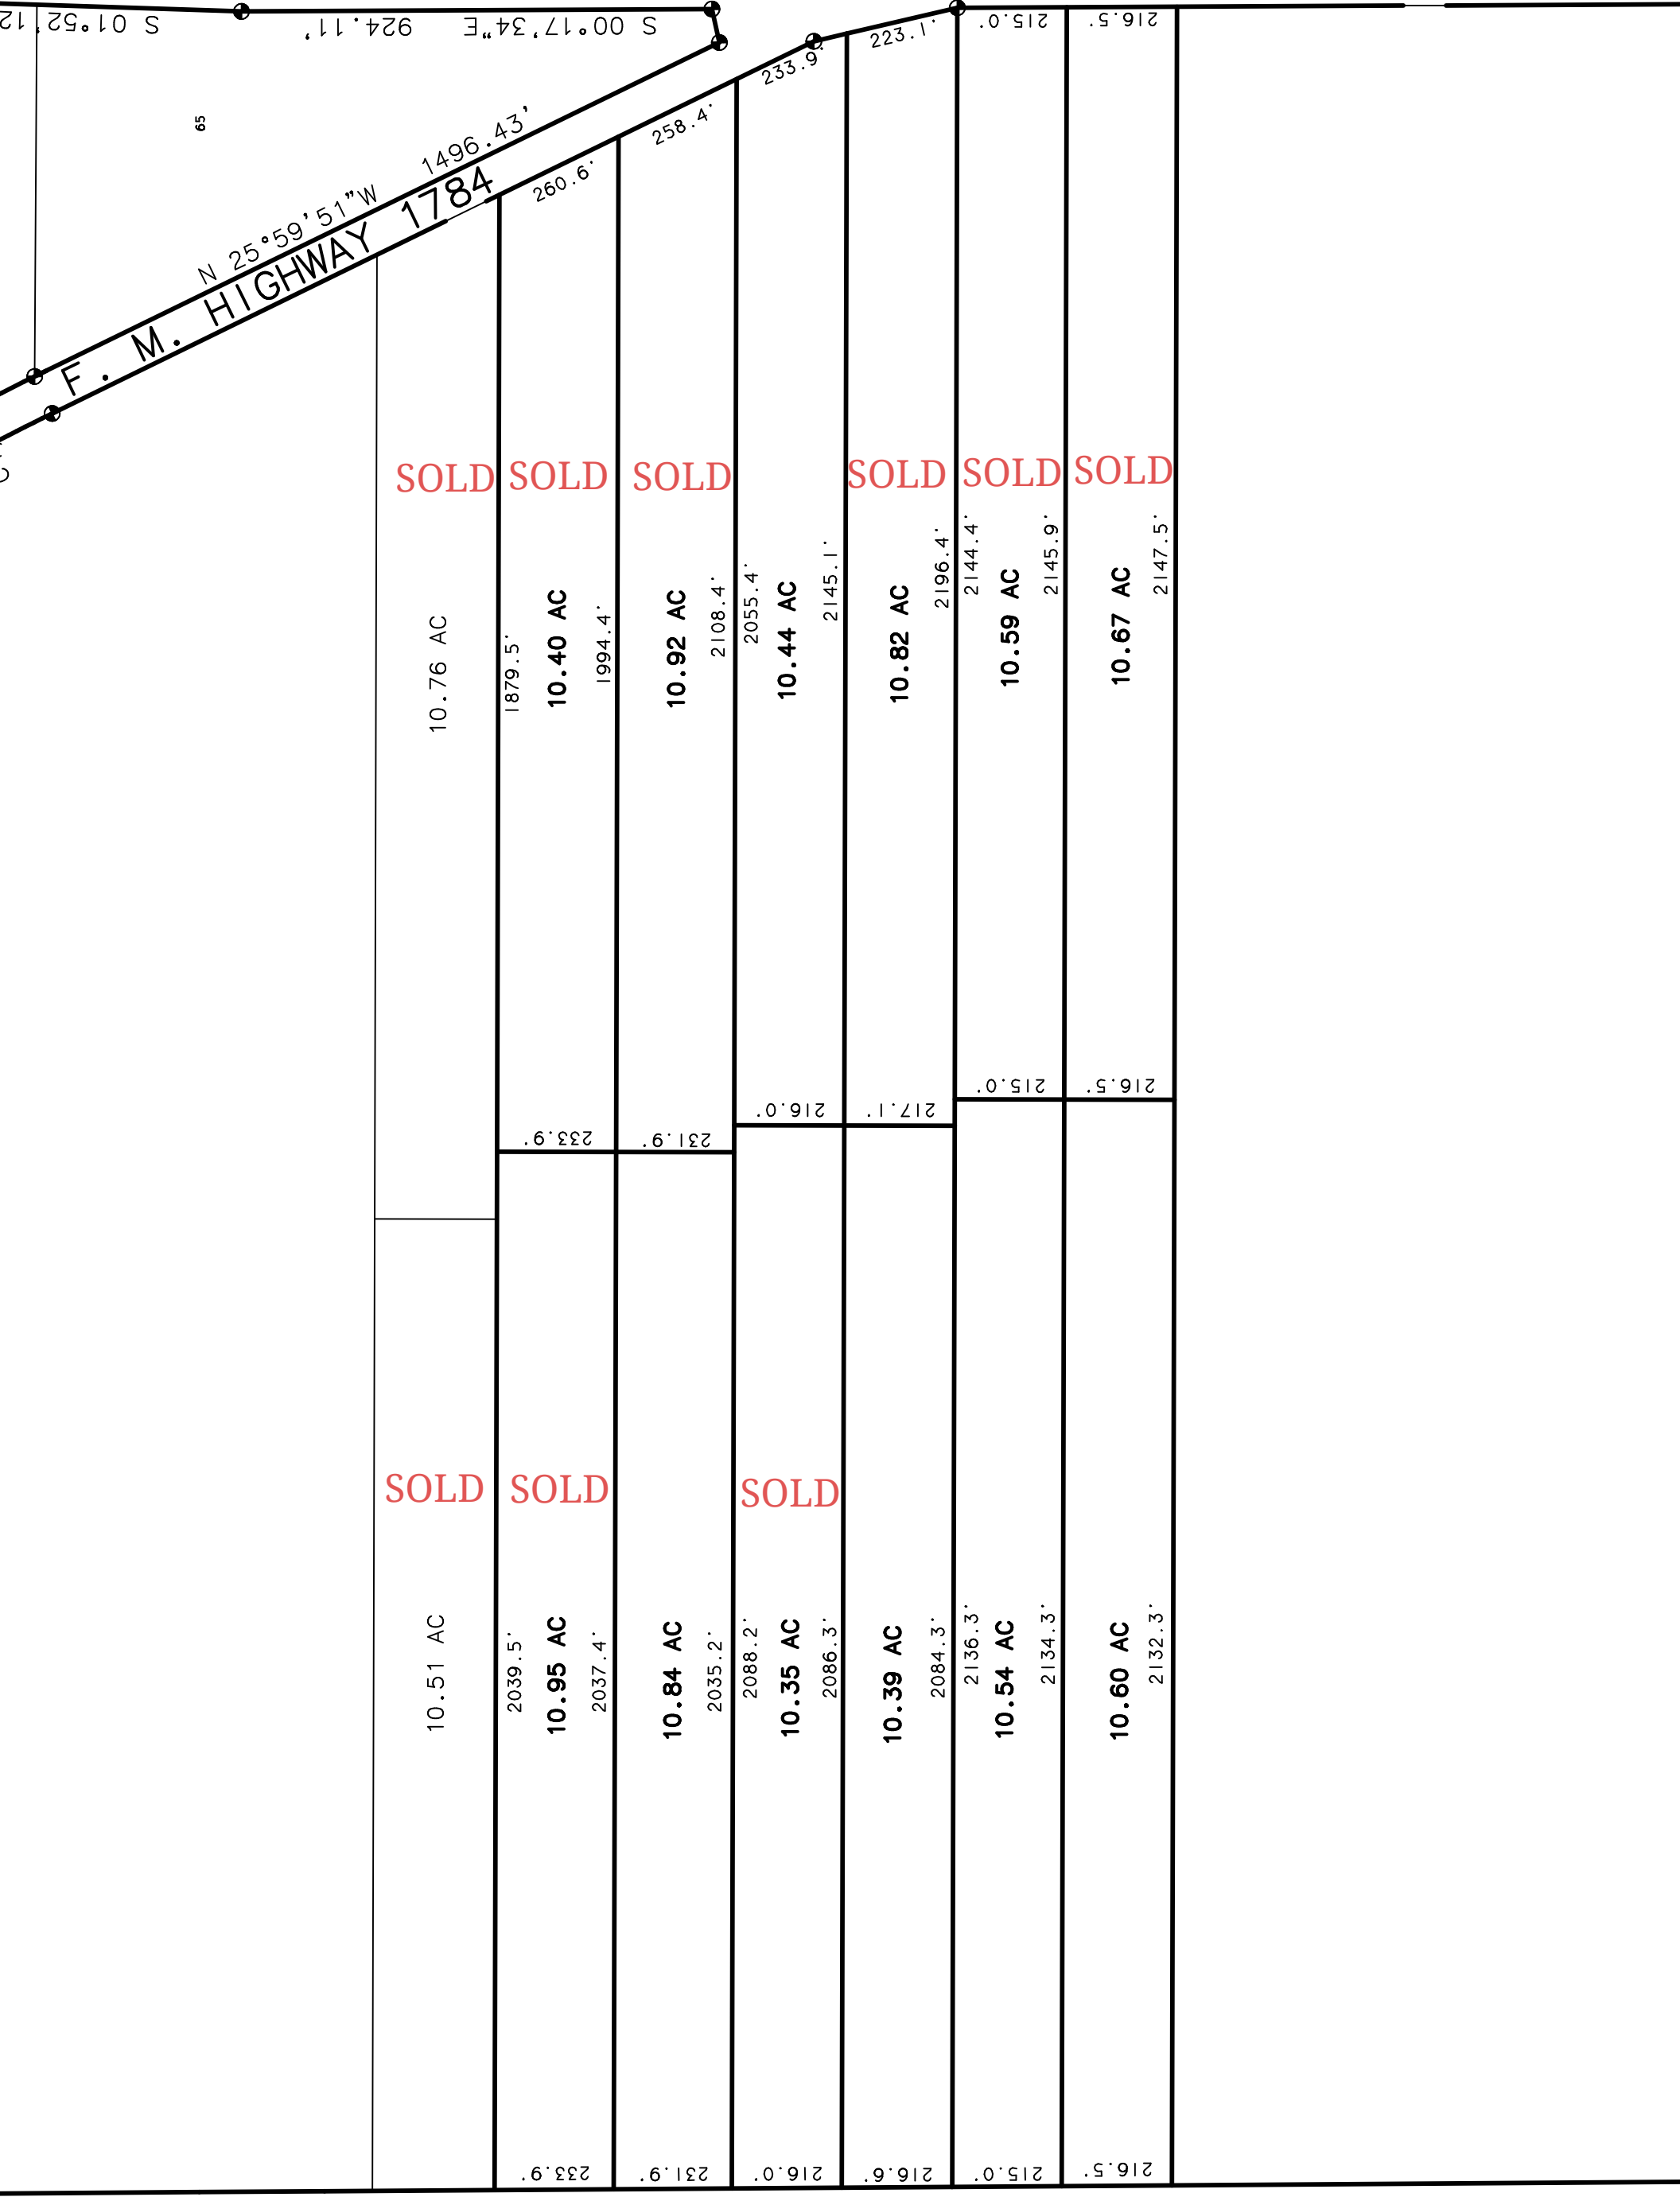 S 01°52'12
924.11'
S 00°17'34"E
215.0'
216.5'
223.1'
233.9'
258.4'
260.6'
65
1496.43'
N 25°59'51"W
F. M. HIGHWAY 1784
SOLD
SOLD
SOLD
SOLD
SOLD
SOLD
10.76 AC
1879.5'
10.40 AC
1994.4'
10.92 AC
2108.4'
2055.4'
10.44 AC
2145.1'
10.82 AC
2196.4'
2144.4'
10.59 AC
2145.9'
10.67 AC
2147.5'
233.9'
231.9'
216.0'
217.1'
215.0'
216.5'
SOLD
SOLD
SOLD
10.51 AC
2039.5'
10.95 AC
2037.4'
10.84 AC
2035.2'
2088.2'
10.35 AC
2086.3'
10.39 AC
2084.3'
2136.3'
10.54 AC
2134.3'
10.60 AC
2132.3'
233.9'
231.9'
216.0'
216.6'
215.0'
216.5'